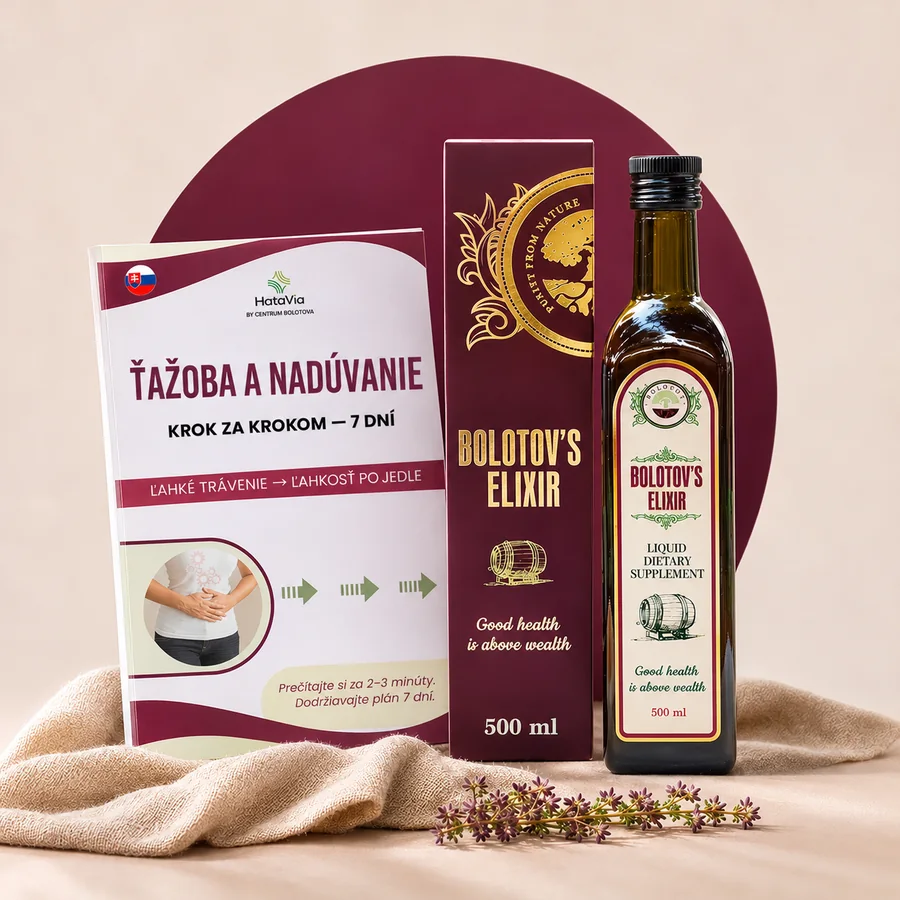 HataVia
BY CENTRUM BOLOTOVA
ŤAŽOBA A NADÚVANIE
KROK ZA KROKOM — 7 DNÍ
ĽAHKÉ TRÁVENIE → ĽAHKOSŤ PO JEDLE
Prečítajte si za 2–3 minúty.
Dodržiavajte plán 7 dní.
PURIET FROM NATURE
BOLOTOV'S
ELIXIR
Good health
is above wealth
500 ml
BOLOTOV
BOLOTOV'S
ELIXIR
LIQUID
DIETARY
SUPPLEMENT
Good health
is above wealth
500 ml